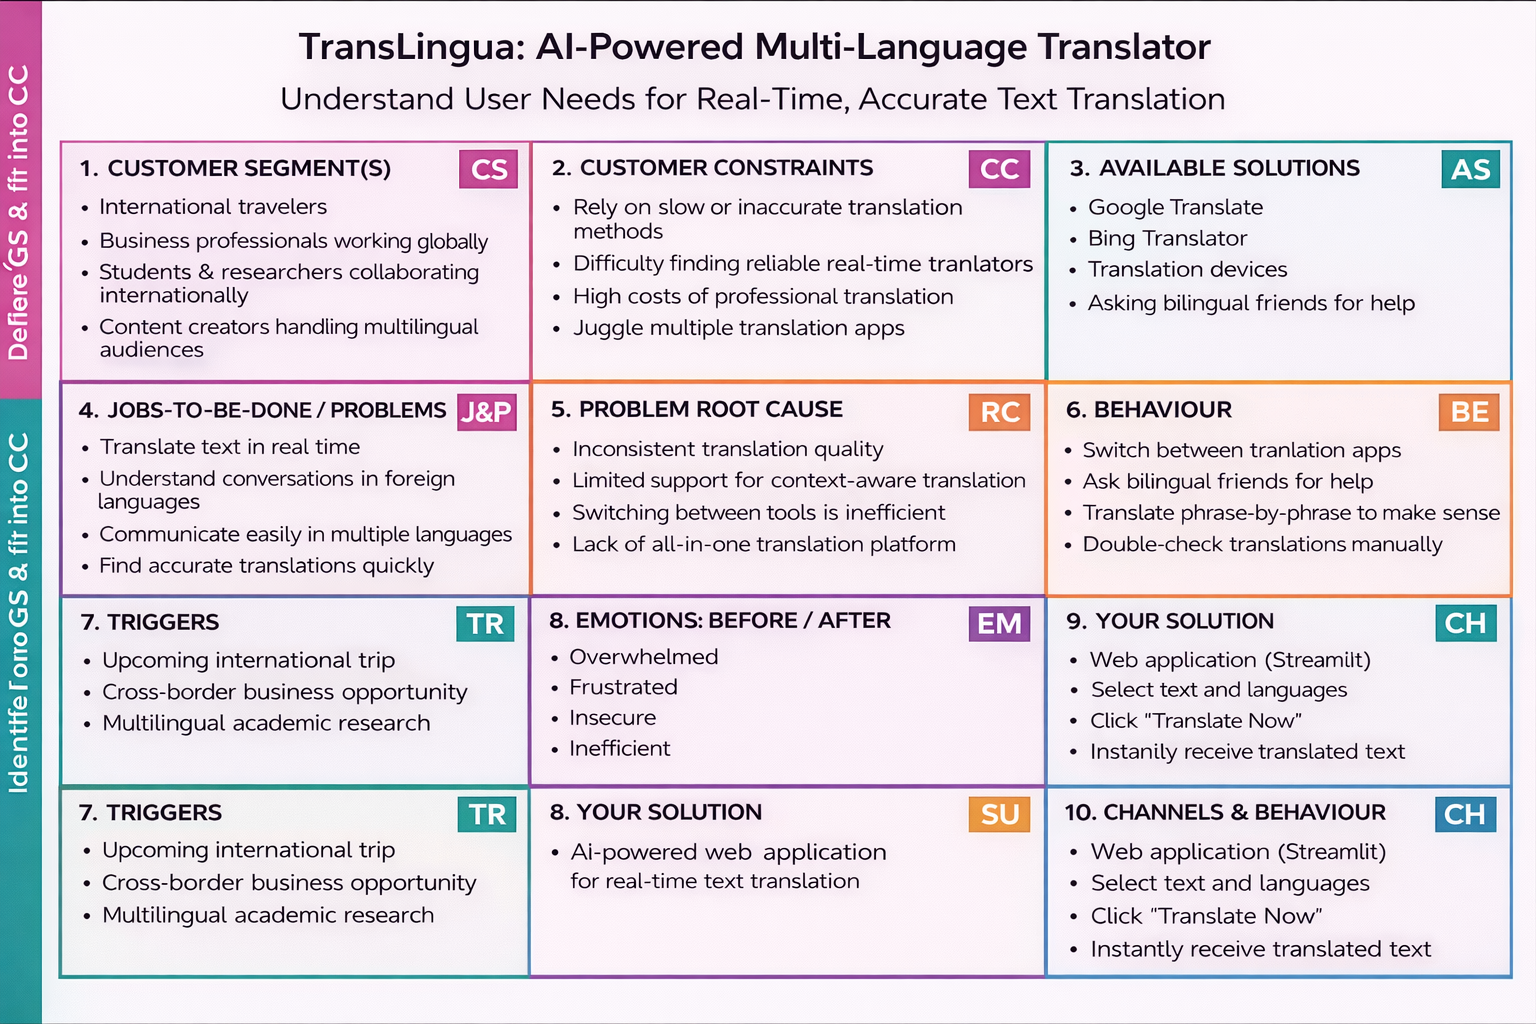 TransLingua: AI-Powered Multi-Language Translator
Understand User Needs for Real-Time, Accurate Text Translation
1. CUSTOMER SEGMENT(S) CS
• International travelers
• Business professionals working globally
• Students & researchers collaborating
internationally
• Content creators handling multilingual
audiences
2. CUSTOMER CONSTRAINTS CC
• Rely on slow or inaccurate translation
methods
• Difficulty finding reliable real-time tranlators
• High costs of professional translation
• Juggle multiple translation apps
3. AVAILABLE SOLUTIONS AS
• Google Translate
• Bing Translator
• Translation devices
• Asking bilingual friends for help
4. JOBS-TO-BE-DONE / PROBLEMS J&P
• Translate text in real time
• Understand conversations in foreign
languages
• Communicate easily in multiple languages
• Find accurate translations quickly
5. PROBLEM ROOT CAUSE RC
• Inconsistent translation quality
• Limited support for context-aware translation
• Switching between tools is inefficient
• Lack of all-in-one translation platform
6. BEHAVIOUR BE
• Switch between tranlation apps
• Ask bilingual friends for help
• Translate phrase-by-phrase to make sense
• Double-check translations manually
7. TRIGGERS TR
• Upcoming international trip
• Cross-border business opportunity
• Multilingual academic research
8. EMOTIONS: BEFORE / AFTER EM
• Overwhelmed
• Frustrated
• Insecure
• Inefficient
9. YOUR SOLUTION CH
• Web application (Streamlit)
• Select text and languages
• Click "Translate Now"
• Instanily receive translated text
7. TRIGGERS TR
• Upcoming international trip
• Cross-border business opportunity
• Multilingual academic research
8. YOUR SOLUTION SU
• Ai-powered web application
for real-time text translation
10. CHANNELS & BEHAVIOUR CH
• Web application (Streamlit)
• Select text and languages
• Click "Translate Now"
• Instantly receive translated text
GS & fit into CC
GS & fit into CC